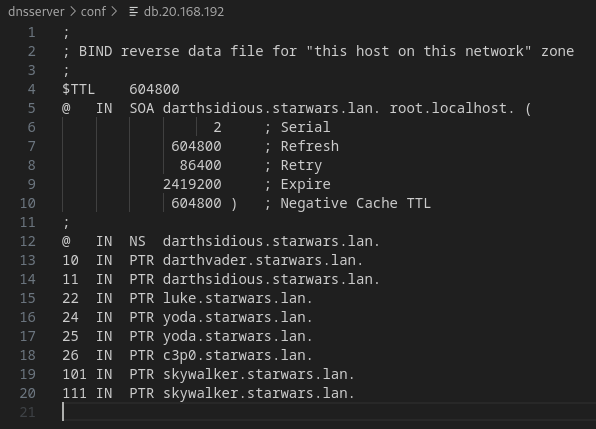 dnsserver > conf > db.20.168.192
1 ;
2 ; BIND reverse data file for "this host on this network" zone
3 ;
4 $TTL    604800
5 @   IN  SOA darthsidious.starwars.lan. root.localhost. (
6                   2     ; Serial
7              604800     ; Refresh
8               86400     ; Retry
9             2419200     ; Expire
10             604800 )   ; Negative Cache TTL
11 ;
12 @   IN  NS  darthsidious.starwars.lan.
13 10  IN  PTR darthvader.starwars.lan.
14 11  IN  PTR darthsidious.starwars.lan.
15 22  IN  PTR luke.starwars.lan.
16 24  IN  PTR yoda.starwars.lan.
17 25  IN  PTR yoda.starwars.lan.
18 26  IN  PTR c3p0.starwars.lan.
19 101 IN  PTR skywalker.starwars.lan.
20 111 IN  PTR skywalker.starwars.lan.
21